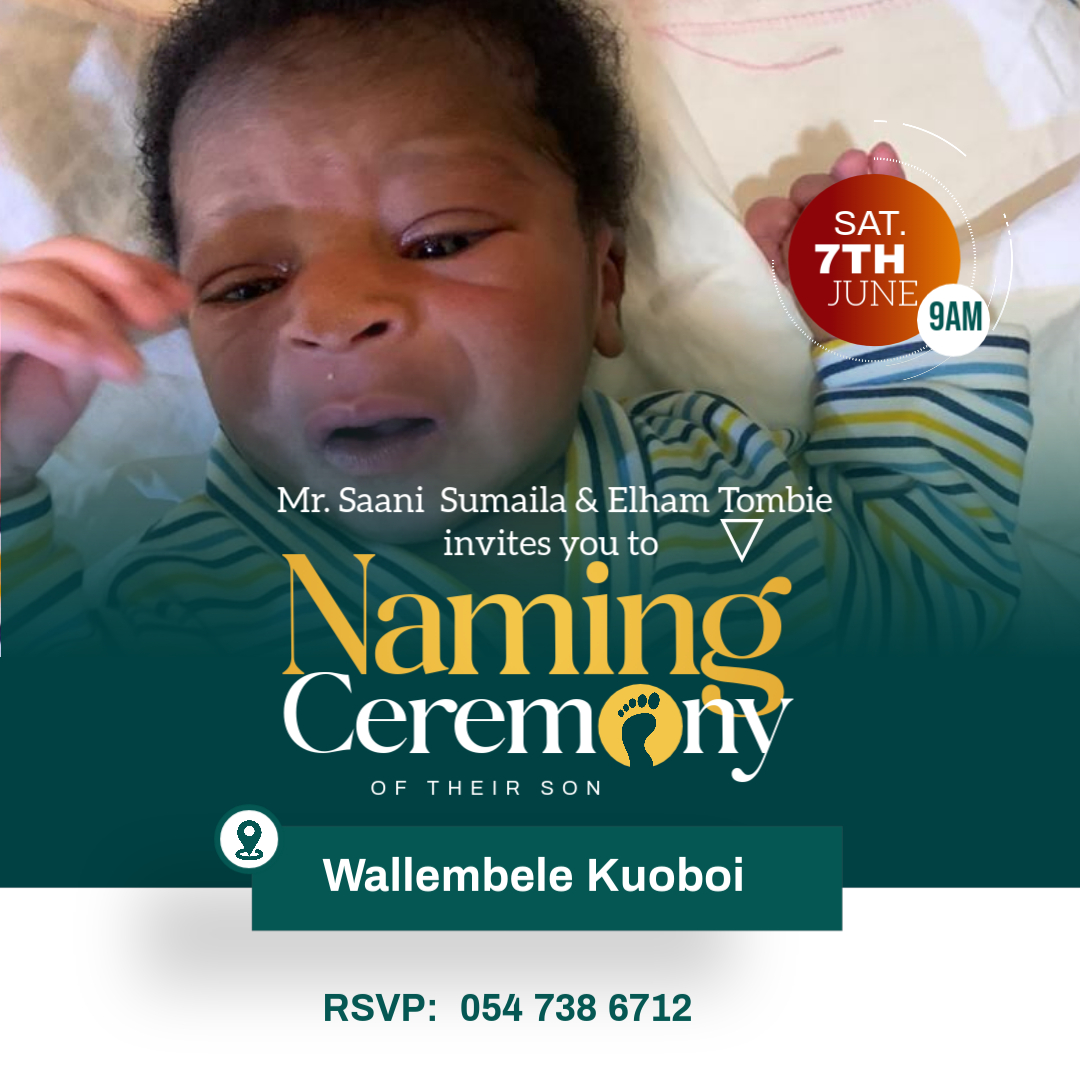 SAT.
7TH
JUNE
9AM
Mr. Saani Sumaila & Elham Tombie
invites you to
Naming
Ceremony
OF THEIR SON
Wallembele Kuoboi
RSVP: 054 738 6712